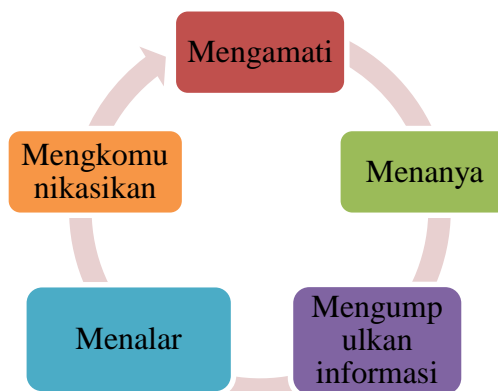 Mengamati
Menanya
Mengump
ulkan
informasi
Menalar
Mengkomu
nikasikan